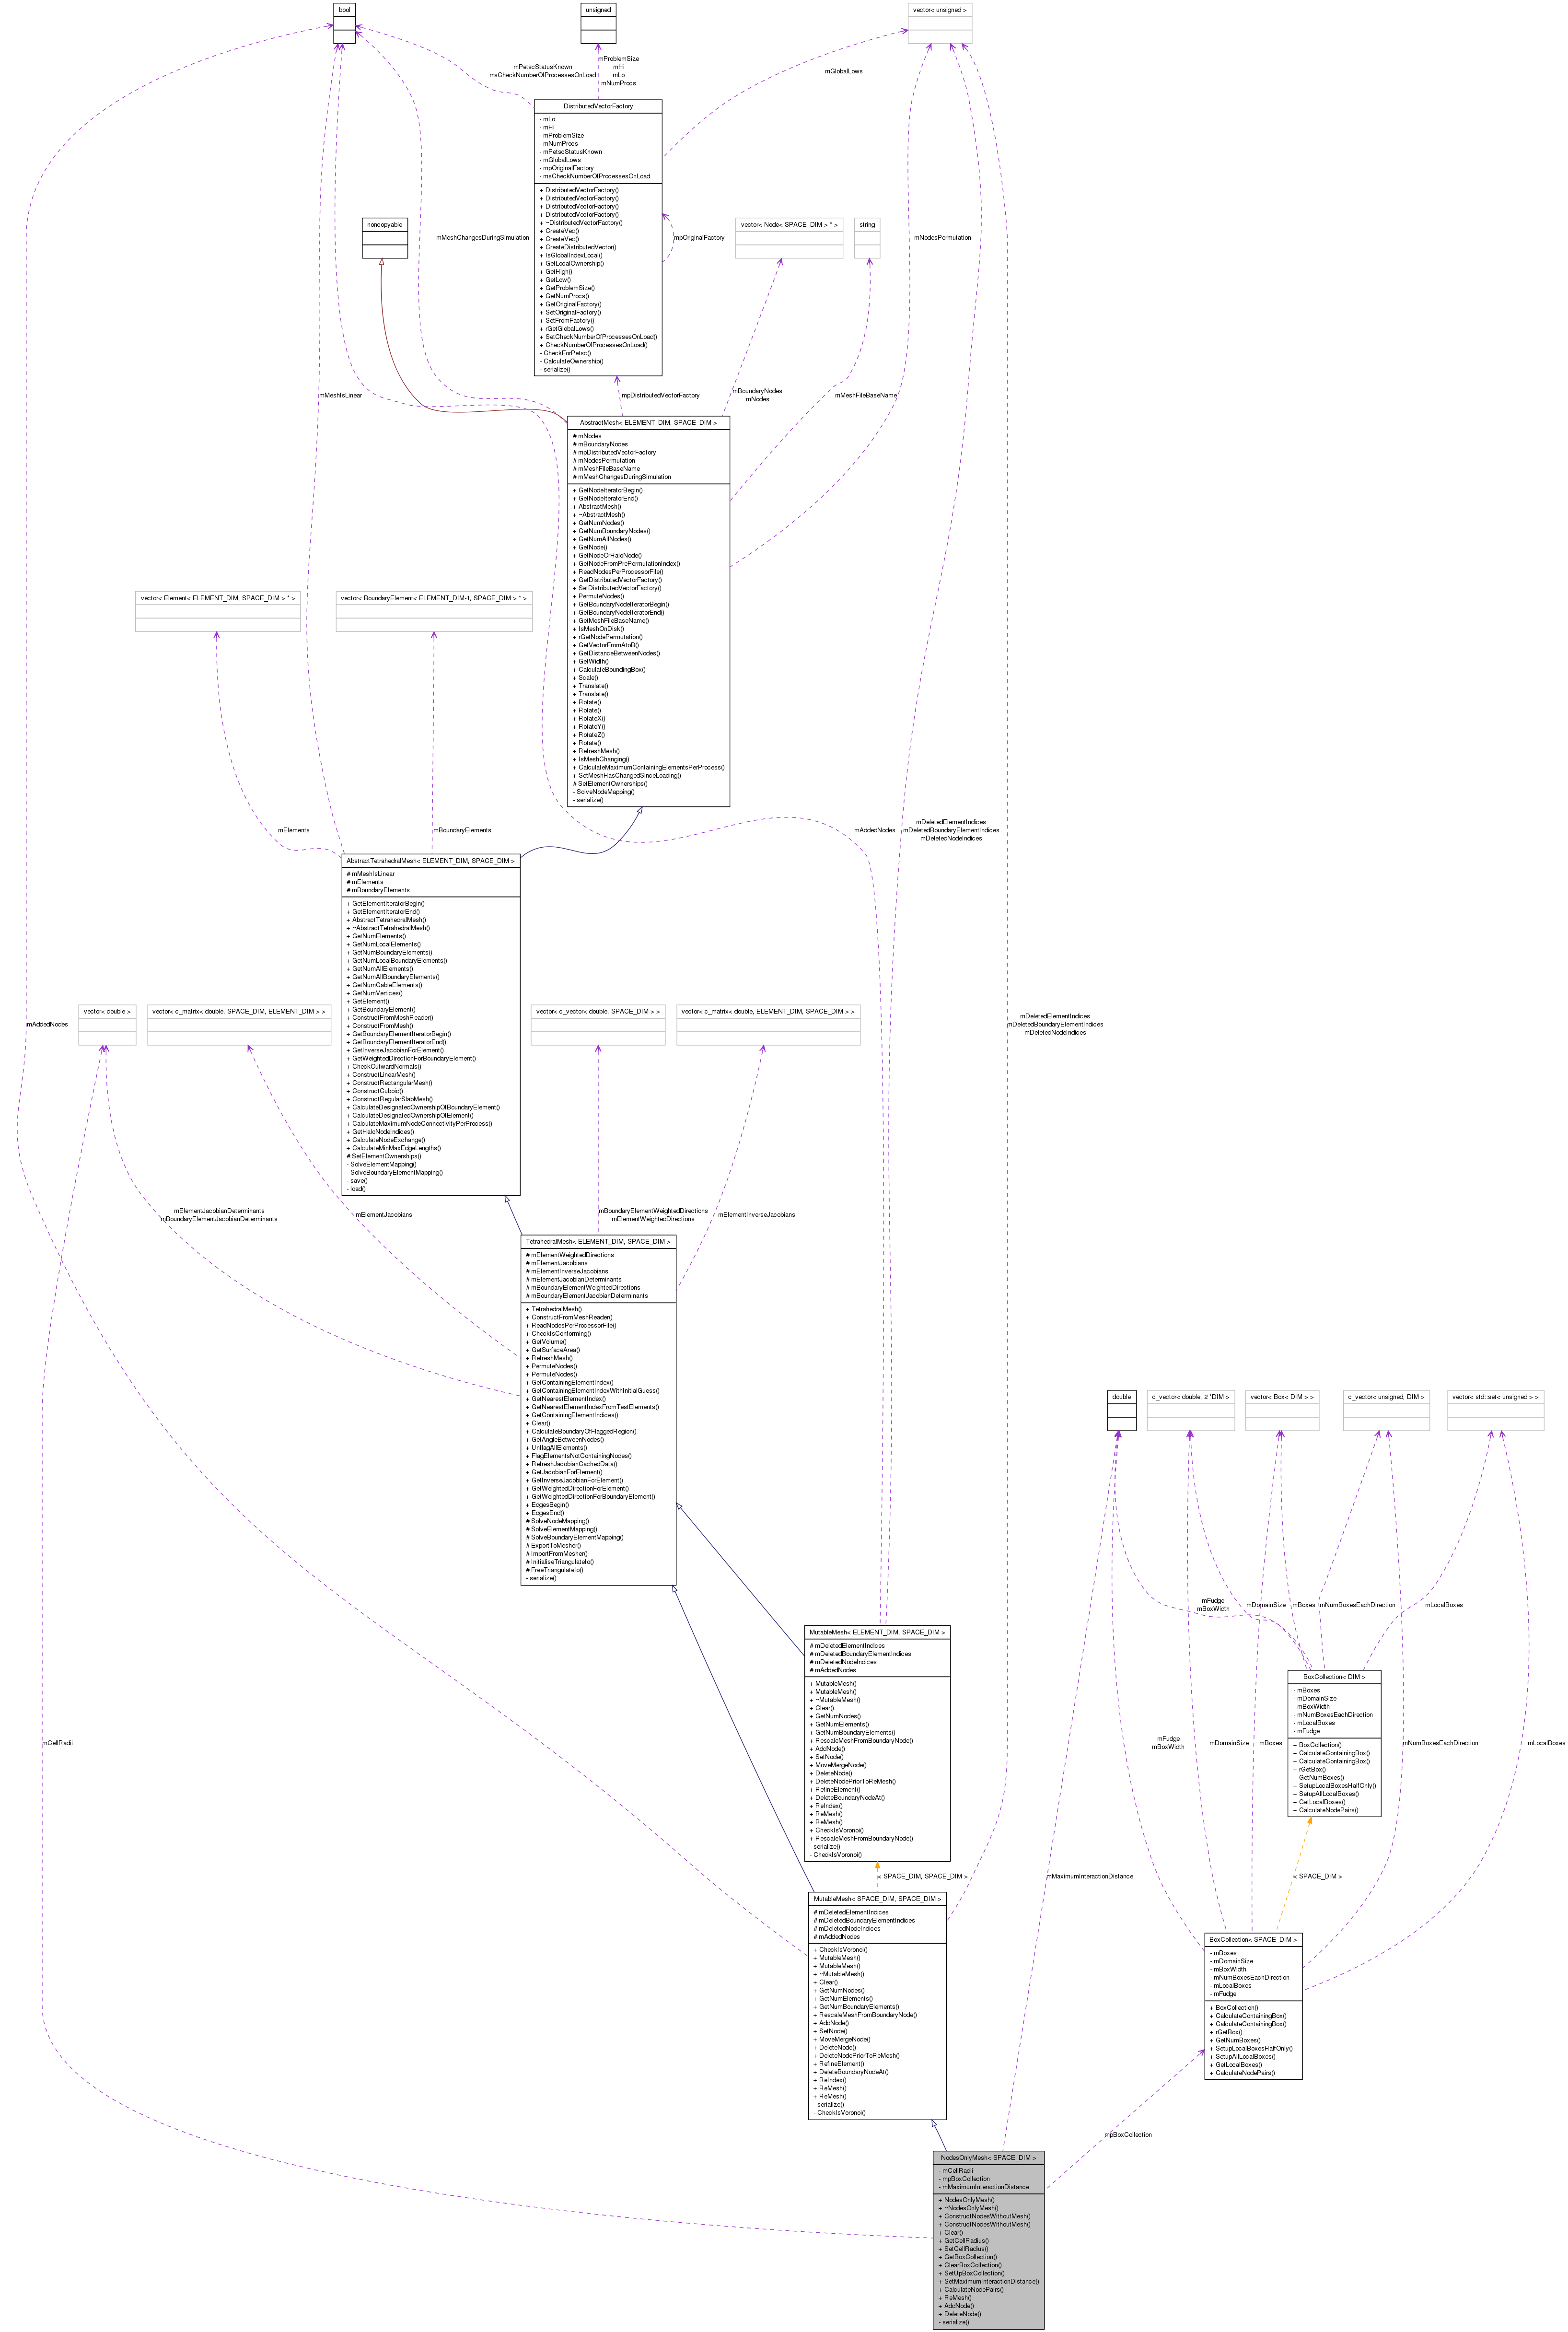 bool
unsigned
vector< unsigned >
mPetscStatusKnown
msCheckNumberOfProcessesOnLoad
mProblemSize
mHi
mLo
mNumProcs
mGlobalLows
DistributedVectorFactory
- mLo
- mHi
- mProblemSize
- mNumProcs
- mPetscStatusKnown
- mGlobalLows
- mpOriginalFactory
- msCheckNumberOfProcessesOnLoad
+ DistributedVectorFactory()
+ DistributedVectorFactory()
+ DistributedVectorFactory()
+ DistributedVectorFactory()
+ ~DistributedVectorFactory()
+ CreateVec()
+ CreateVec()
+ CreateDistributedVector()
+ IsGlobalIndexLocal()
+ GetLocalOwnership()
+ GetHigh()
+ GetLow()
+ GetProblemSize()
+ GetNumProcs()
+ GetOriginalFactory()
+ SetOriginalFactory()
+ SetFromFactory()
+ rGetGlobalLows()
+ SetCheckNumberOfProcessesOnLoad()
+ CheckNumberOfProcessesOnLoad()
- CheckForPetsc()
- CalculateOwnership()
- serialize()
noncopyable
vector< Node< SPACE_DIM > * >
string
mMeshChangesDuringSimulation
mpOriginalFactory
mNodesPermutation
mMeshIsLinear
mpDistributedVectorFactory
mBoundaryNodes
mNodes
mMeshFileBaseName
AbstractMesh< ELEMENT_DIM, SPACE_DIM >
# mNodes
# mBoundaryNodes
# mpDistributedVectorFactory
# mNodesPermutation
# mMeshFileBaseName
# mMeshChangesDuringSimulation
+ GetNodeIteratorBegin()
+ GetNodeIteratorEnd()
+ AbstractMesh()
+ ~AbstractMesh()
+ GetNumNodes()
+ GetNumBoundaryNodes()
+ GetNumAllNodes()
+ GetNode()
+ GetNodeOrHaloNode()
+ GetNodeFromPrePermutationIndex()
+ ReadNodesPerProcessorFile()
+ GetDistributedVectorFactory()
+ SetDistributedVectorFactory()
+ PermuteNodes()
+ GetBoundaryNodeIteratorBegin()
+ GetBoundaryNodeIteratorEnd()
+ GetMeshFileBaseName()
+ IsMeshOnDisk()
+ rGetNodePermutation()
+ GetVectorFromAtoB()
+ GetDistanceBetweenNodes()
+ GetWidth()
+ CalculateBoundingBox()
+ Scale()
+ Translate()
+ Translate()
+ Rotate()
+ Rotate()
+ RotateX()
+ RotateY()
+ RotateZ()
+ Rotate()
+ RefreshMesh()
+ IsMeshChanging()
+ CalculateMaximumContainingElementsPerProcess()
+ SetMeshHasChangedSinceLoading()
# SetElementOwnerships()
- SolveNodeMapping()
- serialize()
vector< Element< ELEMENT_DIM, SPACE_DIM > * >
vector< BoundaryElement< ELEMENT_DIM-1, SPACE_DIM > * >
mElements
mBoundaryElements
mAddedNodes
mDeletedElementIndices
mDeletedBoundaryElementIndices
mDeletedNodeIndices
AbstractTetrahedralMesh< ELEMENT_DIM, SPACE_DIM >
# mMeshIsLinear
# mElements
# mBoundaryElements
+ GetElementIteratorBegin()
+ GetElementIteratorEnd()
+ AbstractTetrahedralMesh()
+ ~AbstractTetrahedralMesh()
+ GetNumElements()
+ GetNumLocalElements()
+ GetNumBoundaryElements()
+ GetNumLocalBoundaryElements()
+ GetNumAllElements()
+ GetNumAllBoundaryElements()
+ GetNumCableElements()
+ GetNumVertices()
+ GetElement()
+ GetBoundaryElement()
+ ConstructFromMeshReader()
+ ConstructFromMesh()
+ GetBoundaryElementIteratorBegin()
+ GetBoundaryElementIteratorEnd()
+ GetInverseJacobianForElement()
+ GetWeightedDirectionForBoundaryElement()
+ CheckOutwardNormals()
+ ConstructLinearMesh()
+ ConstructRectangularMesh()
+ ConstructCuboid()
+ ConstructRegularSlabMesh()
+ CalculateDesignatedOwnershipOfBoundaryElement()
+ CalculateDesignatedOwnershipOfElement()
+ CalculateMaximumNodeConnectivityPerProcess()
+ GetHaloNodeIndices()
+ CalculateNodeExchange()
+ CalculateMinMaxEdgeLengths()
# SetElementOwnerships()
- SolveElementMapping()
- SolveBoundaryElementMapping()
- save()
- load()
vector< double >
vector< c_matrix< double, SPACE_DIM, ELEMENT_DIM > >
vector< c_vector< double, SPACE_DIM > >
vector< c_matrix< double, ELEMENT_DIM, SPACE_DIM > >
mAddedNodes
mDeletedElementIndices
mDeletedBoundaryElementIndices
mDeletedNodeIndices
mElementJacobianDeterminants
mBoundaryElementJacobianDeterminants
mElementJacobians
mBoundaryElementWeightedDirections
mElementWeightedDirections
mElementInverseJacobians
TetrahedralMesh< ELEMENT_DIM, SPACE_DIM >
# mElementWeightedDirections
# mElementJacobians
# mElementInverseJacobians
# mElementJacobianDeterminants
# mBoundaryElementWeightedDirections
# mBoundaryElementJacobianDeterminants
+ TetrahedralMesh()
+ ConstructFromMeshReader()
+ ReadNodesPerProcessorFile()
+ CheckIsConforming()
+ GetVolume()
+ GetSurfaceArea()
+ RefreshMesh()
+ PermuteNodes()
+ PermuteNodes()
+ GetContainingElementIndex()
+ GetContainingElementIndexWithInitialGuess()
+ GetNearestElementIndex()
+ GetNearestElementIndexFromTestElements()
+ GetContainingElementIndices()
+ Clear()
+ CalculateBoundaryOfFlaggedRegion()
+ GetAngleBetweenNodes()
+ UnflagAllElements()
+ FlagElementsNotContainingNodes()
+ RefreshJacobianCachedData()
+ GetJacobianForElement()
+ GetInverseJacobianForElement()
+ GetWeightedDirectionForElement()
+ GetWeightedDirectionForBoundaryElement()
+ EdgesBegin()
+ EdgesEnd()
# SolveNodeMapping()
# SolveElementMapping()
# SolveBoundaryElementMapping()
# ExportToMesher()
# ImportFromMesher()
# InitialiseTriangulateIo()
# FreeTriangulateIo()
- serialize()
double
c_vector< double, 2 *DIM >
vector< Box< DIM > >
c_vector< unsigned, DIM >
vector< std::set< unsigned > >
mFudge
mBoxWidth
mDomainSize
mBoxes
mNumBoxesEachDirection
mLocalBoxes
MutableMesh< ELEMENT_DIM, SPACE_DIM >
# mDeletedElementIndices
# mDeletedBoundaryElementIndices
# mDeletedNodeIndices
# mAddedNodes
+ MutableMesh()
+ MutableMesh()
+ ~MutableMesh()
+ Clear()
+ GetNumNodes()
+ GetNumElements()
+ GetNumBoundaryElements()
+ RescaleMeshFromBoundaryNode()
+ AddNode()
+ SetNode()
+ MoveMergeNode()
+ DeleteNode()
+ DeleteNodePriorToReMesh()
+ RefineElement()
+ DeleteBoundaryNodeAt()
+ ReIndex()
+ ReMesh()
+ ReMesh()
+ CheckIsVoronoi()
+ RescaleMeshFromBoundaryNode()
- serialize()
- CheckIsVoronoi()
BoxCollection< DIM >
- mBoxes
- mDomainSize
- mBoxWidth
- mNumBoxesEachDirection
- mLocalBoxes
- mFudge
+ BoxCollection()
+ CalculateContainingBox()
+ CalculateContainingBox()
+ rGetBox()
+ GetNumBoxes()
+ SetupLocalBoxesHalfOnly()
+ SetupAllLocalBoxes()
+ GetLocalBoxes()
+ CalculateNodePairs()
mCellRadii
mFudge
mBoxWidth
mDomainSize
mBoxes
mNumBoxesEachDirection
mLocalBoxes
< SPACE_DIM, SPACE_DIM >
mMaximumInteractionDistance
< SPACE_DIM >
MutableMesh< SPACE_DIM, SPACE_DIM >
# mDeletedElementIndices
# mDeletedBoundaryElementIndices
# mDeletedNodeIndices
# mAddedNodes
+ CheckIsVoronoi()
+ MutableMesh()
+ MutableMesh()
+ ~MutableMesh()
+ Clear()
+ GetNumNodes()
+ GetNumElements()
+ GetNumBoundaryElements()
+ RescaleMeshFromBoundaryNode()
+ AddNode()
+ SetNode()
+ MoveMergeNode()
+ DeleteNode()
+ DeleteNodePriorToReMesh()
+ RefineElement()
+ DeleteBoundaryNodeAt()
+ ReIndex()
+ ReMesh()
+ ReMesh()
- serialize()
- CheckIsVoronoi()
BoxCollection< SPACE_DIM >
- mBoxes
- mDomainSize
- mBoxWidth
- mNumBoxesEachDirection
- mLocalBoxes
- mFudge
+ BoxCollection()
+ CalculateContainingBox()
+ CalculateContainingBox()
+ rGetBox()
+ GetNumBoxes()
+ SetupLocalBoxesHalfOnly()
+ SetupAllLocalBoxes()
+ GetLocalBoxes()
+ CalculateNodePairs()
mpBoxCollection
NodesOnlyMesh< SPACE_DIM >
- mCellRadii
- mpBoxCollection
- mMaximumInteractionDistance
+ NodesOnlyMesh()
+ ~NodesOnlyMesh()
+ ConstructNodesWithoutMesh()
+ ConstructNodesWithoutMesh()
+ Clear()
+ GetCellRadius()
+ SetCellRadius()
+ GetBoxCollection()
+ ClearBoxCollection()
+ SetUpBoxCollection()
+ SetMaximumInteractionDistance()
+ CalculateNodePairs()
+ ReMesh()
+ AddNode()
+ DeleteNode()
- serialize()